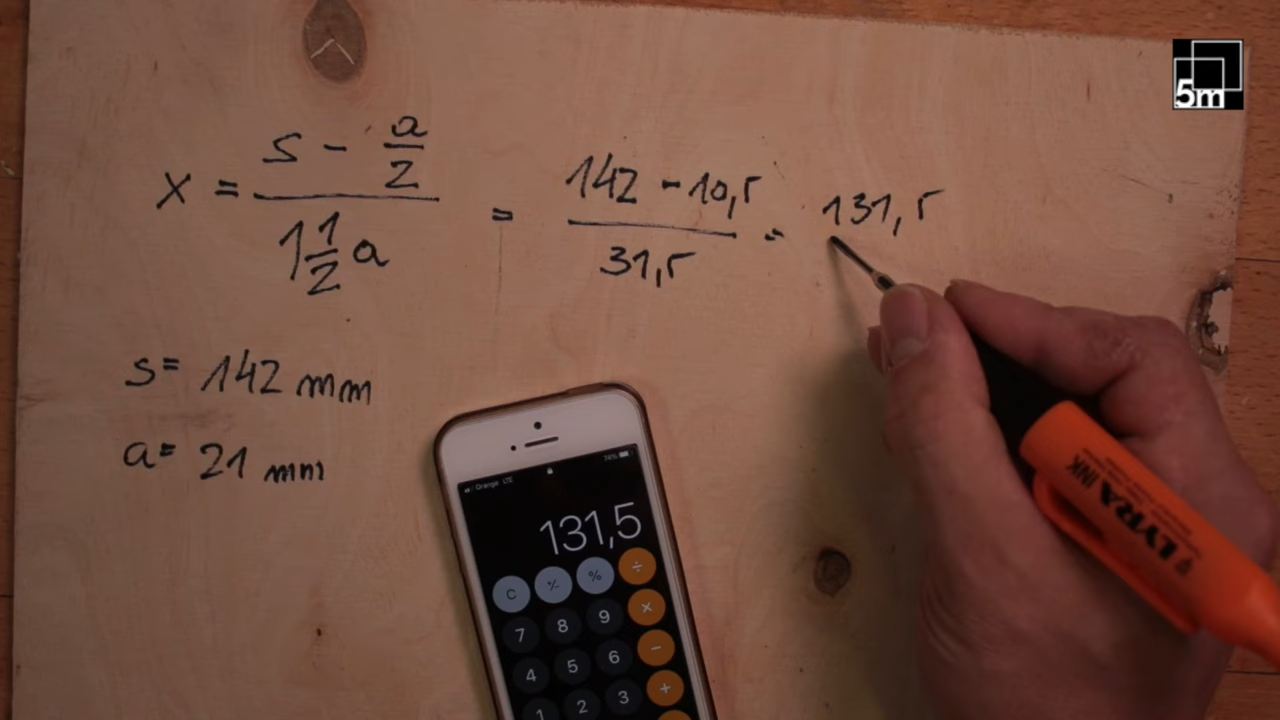 5m
x = (s - a/2) / (1 1/2 a) = (142 - 10,5) / 31,5 = 131,5
s = 142 mm
a = 21 mm
Orange LTE 74%
131,5
C +/- % ÷
7 8 9 ×
4 5 6 −
1 2 3 +
LYRA INK